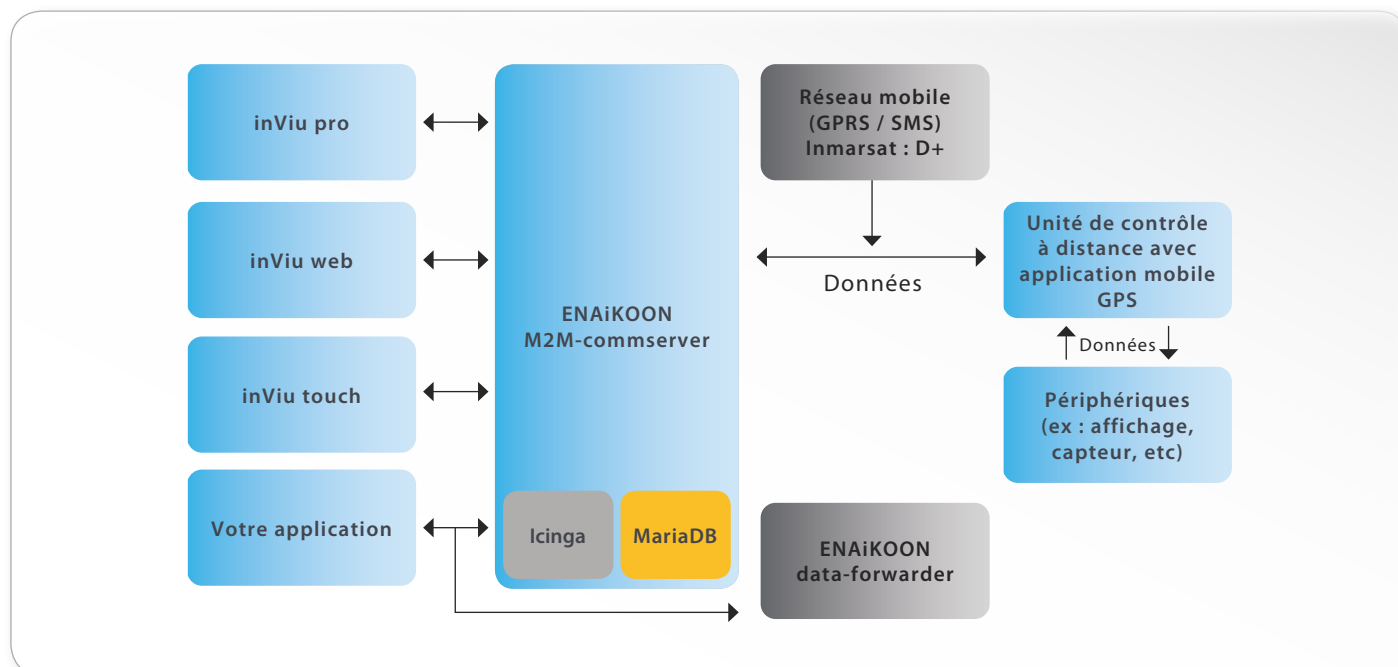 inViu pro
inViu web
inViu touch
Votre application
ENAiKOON
M2M-commserver
Icinga
MariaDB
Réseau mobile
(GPRS / SMS)
Inmarsat : D+
Données
Unité de contrôle
à distance avec
application mobile
GPS
Données
Périphériques
(ex : affichage,
capteur, etc)
ENAiKOON
data-forwarder